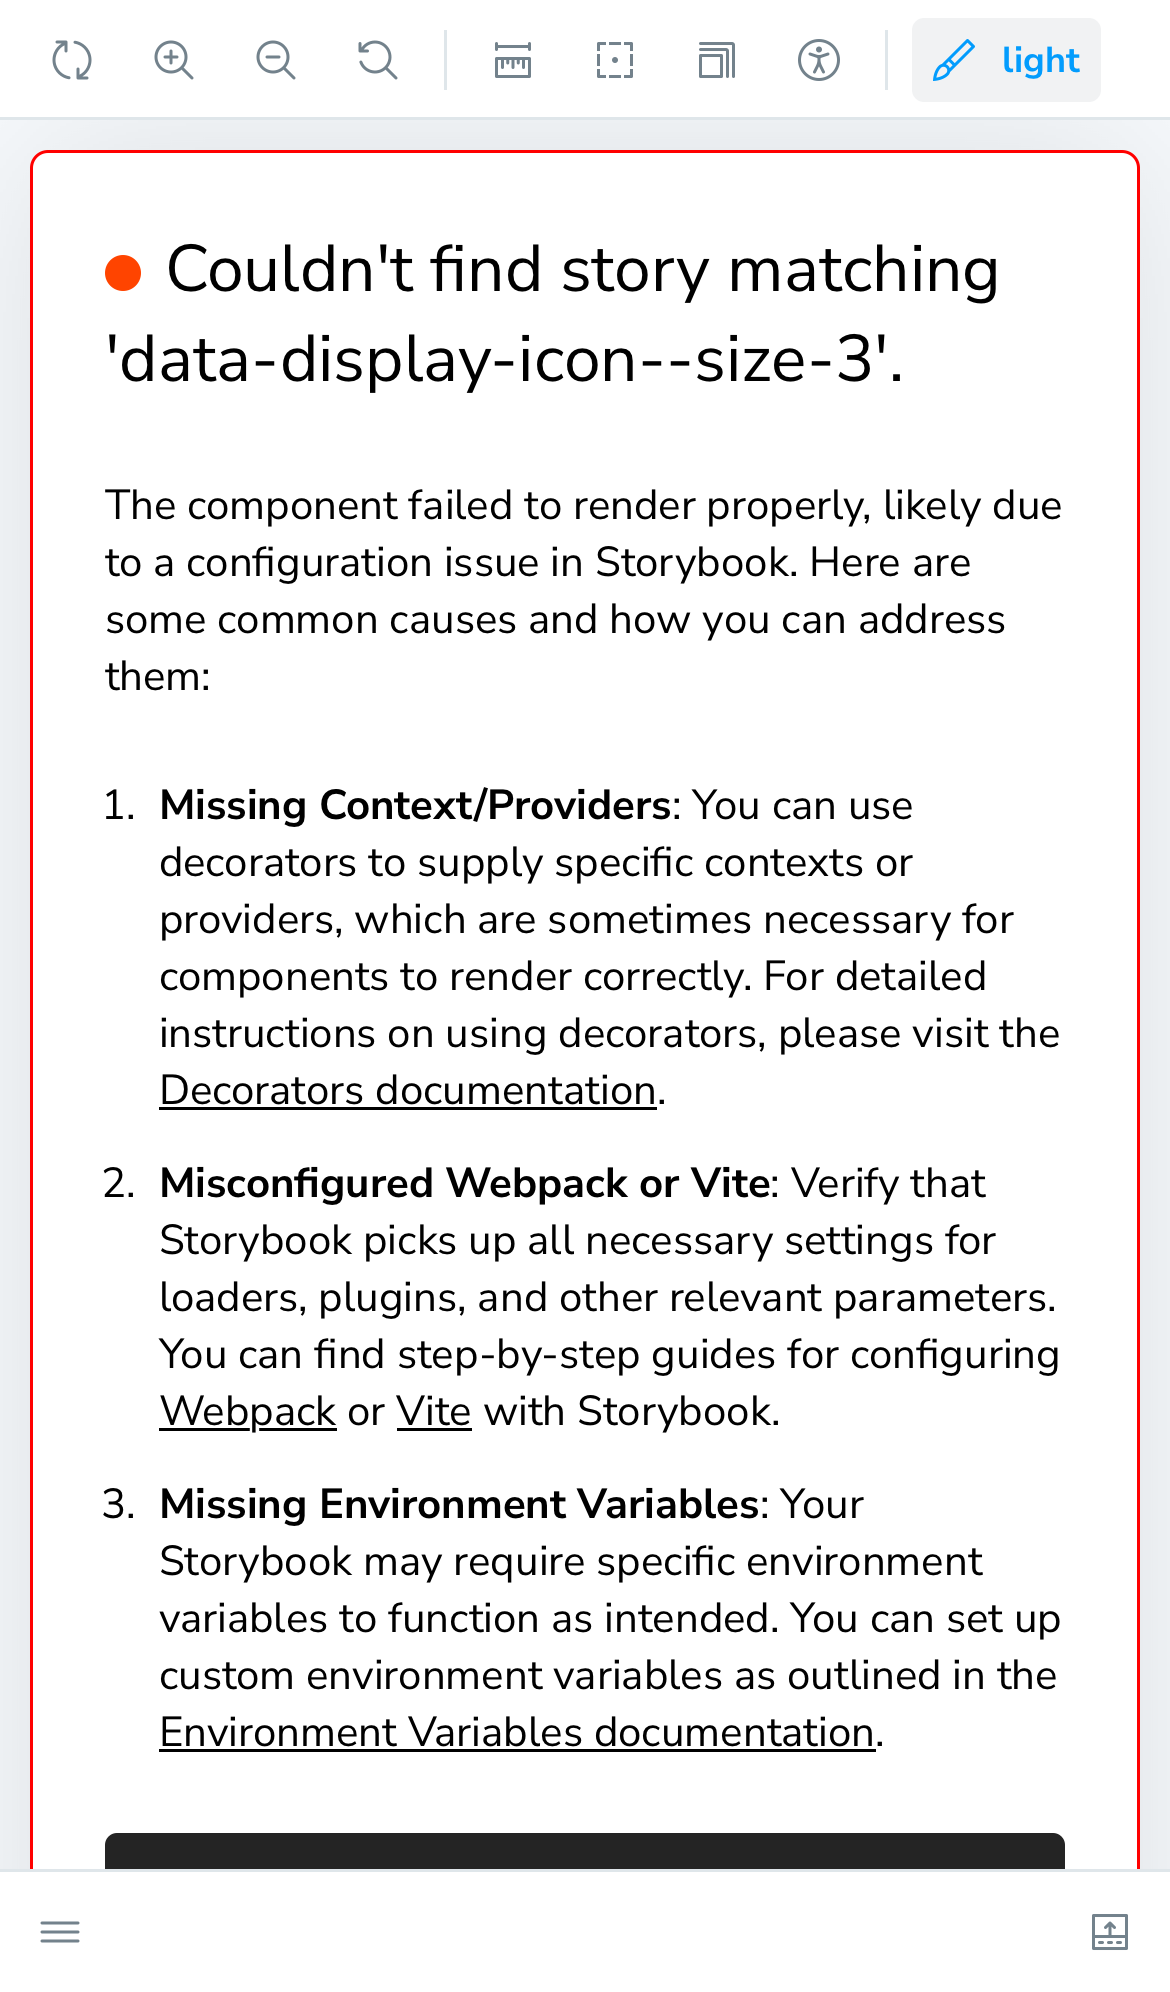 light
Couldn't find story matching
'data-display-icon--size-3'.
The component failed to render properly, likely due
to a configuration issue in Storybook. Here are
some common causes and how you can address
them:
1. Missing Context/Providers: You can use
decorators to supply specific contexts or
providers, which are sometimes necessary for
components to render correctly. For detailed
instructions on using decorators, please visit the
Decorators documentation.
2. Misconfigured Webpack or Vite: Verify that
Storybook picks up all necessary settings for
loaders, plugins, and other relevant parameters.
You can find step-by-step guides for configuring
Webpack or Vite with Storybook.
3. Missing Environment Variables: Your
Storybook may require specific environment
variables to function as intended. You can set up
custom environment variables as outlined in the
Environment Variables documentation.